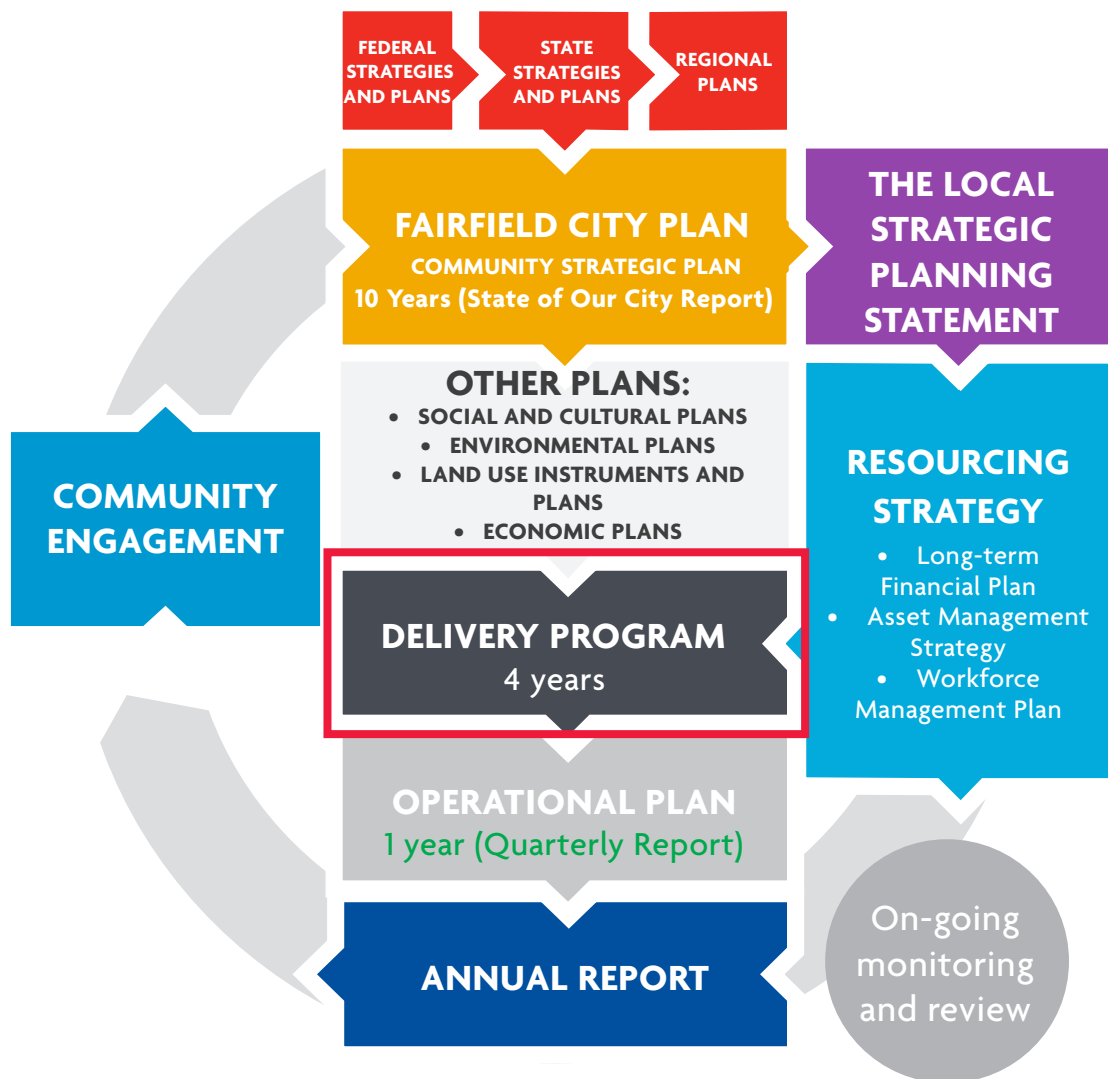 FEDERAL
STRATEGIES
AND PLANS
STATE
STRATEGIES
AND PLANS
REGIONAL
PLANS
FAIRFIELD CITY PLAN
COMMUNITY STRATEGIC PLAN
10 Years (State of Our City Report)
THE LOCAL
STRATEGIC
PLANNING
STATEMENT
OTHER PLANS:
• SOCIAL AND CULTURAL PLANS
• ENVIRONMENTAL PLANS
• LAND USE INSTRUMENTS AND
PLANS
• ECONOMIC PLANS
COMMUNITY
ENGAGEMENT
RESOURCING
STRATEGY
• Long-term
Financial Plan
• Asset Management
Strategy
• Workforce
Management Plan
DELIVERY PROGRAM
4 years
OPERATIONAL PLAN
1 year (Quarterly Report)
ANNUAL REPORT
On-going
monitoring
and review